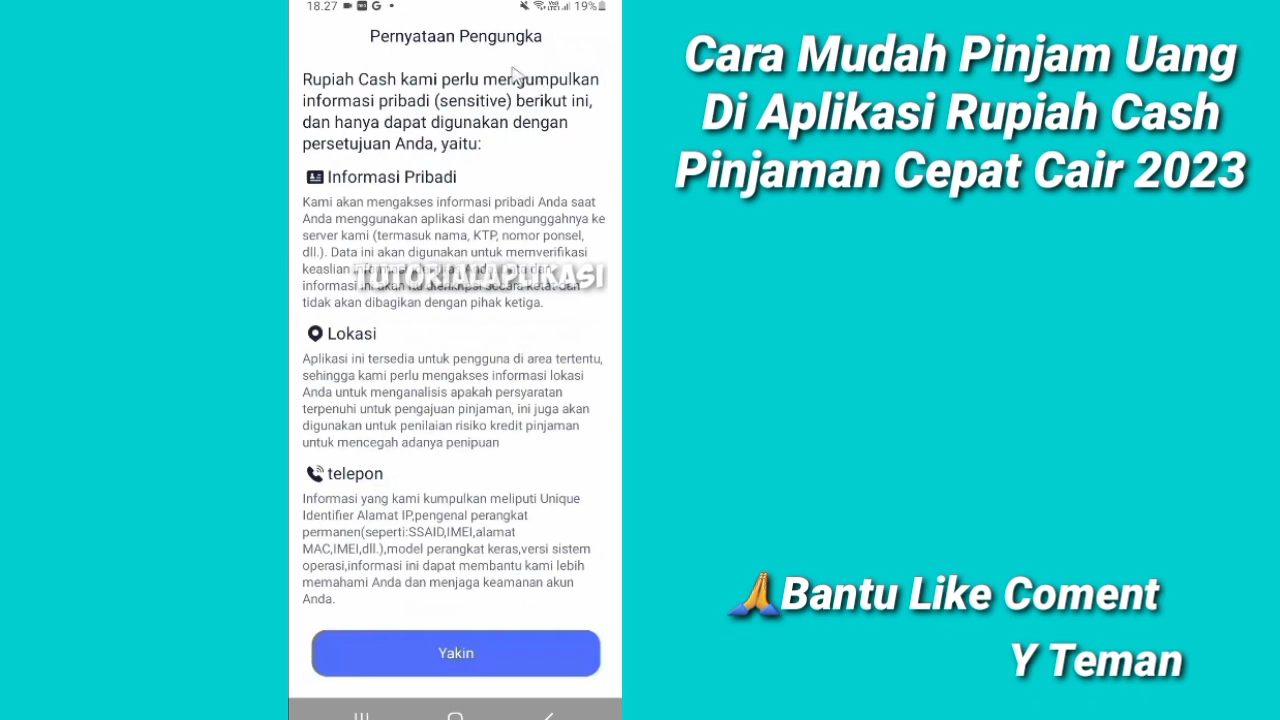 18.27
19%
Pernyataan Pengungka
Rupiah Cash kami perlu mengumpulkan
informasi pribadi (sensitive) berikut ini,
dan hanya dapat digunakan dengan
persetujuan Anda, yaitu:
Informasi Pribadi
Kami akan mengakses informasi pribadi Anda saat
Anda menggunakan aplikasi dan mengunggahnya ke
server kami (termasuk nama, KTP, nomor ponsel,
dll.). Data ini akan digunakan untuk memverifikasi
keaslian
TUTORIALAPLIKASI
informasi akan itu dienkripsi secara ketat dan
tidak akan dibagikan dengan pihak ketiga.
Lokasi
Aplikasi ini tersedia untuk pengguna di area tertentu,
sehingga kami perlu mengakses informasi lokasi
Anda untuk menganalisis apakah persyaratan
terpenuhi untuk pengajuan pinjaman, ini juga akan
digunakan untuk penilaian risiko kredit pinjaman
untuk mencegah adanya penipuan
telepon
Informasi yang kami kumpulkan meliputi Unique
Identifier Alamat IP,pengenal perangkat
permanen(seperti:SSAID,IMEI,alamat
MAC,IMEI,dll.),model perangkat keras,versi sistem
operasi,informasi ini dapat membantu kami lebih
memahami Anda dan menjaga keamanan akun
Anda.
Yakin
Cara Mudah Pinjam Uang
Di Aplikasi Rupiah Cash
Pinjaman Cepat Cair 2023
🙏Bantu Like Coment
Y Teman